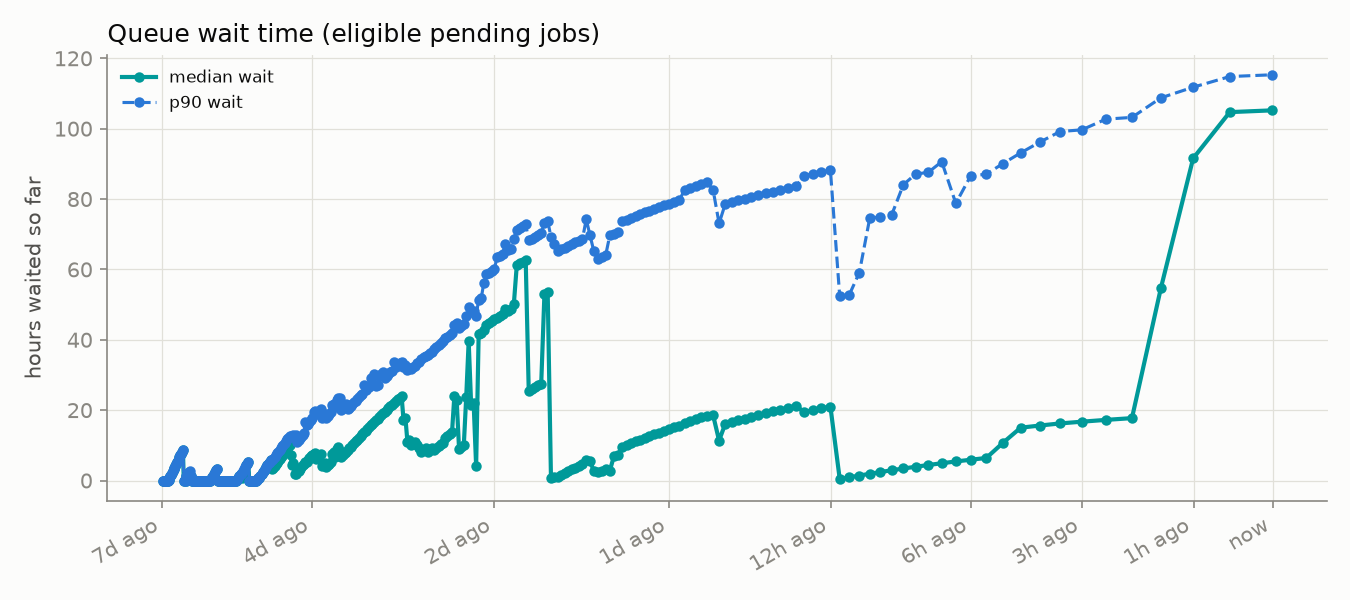 Queue wait time (eligible pending jobs)
median wait
p90 wait
hours waited so far
120
100
80
60
40
20
0
7d ago
4d ago
2d ago
1d ago
12h ago
6h ago
3h ago
1h ago
now